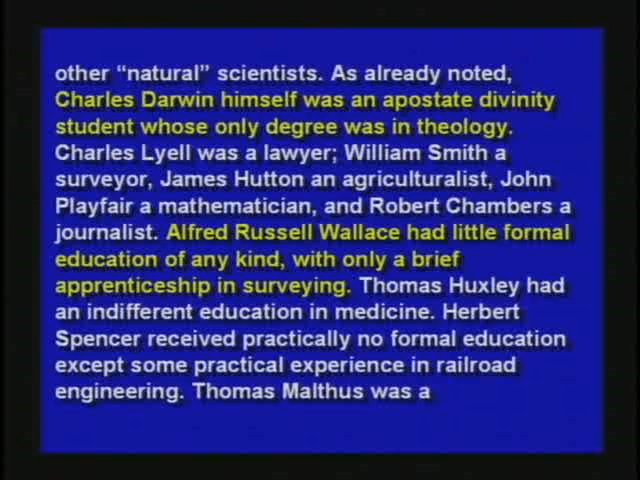 other “natural” scientists. As already noted,
Charles Darwin himself was an apostate divinity
student whose only degree was in theology.
Charles Lyell was a lawyer; William Smith a
surveyor, James Hutton an agriculturalist, John
Playfair a mathematician, and Robert Chambers a
journalist. Alfred Russell Wallace had little formal
education of any kind, with only a brief
apprenticeship in surveying. Thomas Huxley had
an indifferent education in medicine. Herbert
Spencer received practically no formal education
except some practical experience in railroad
engineering. Thomas Malthus was a